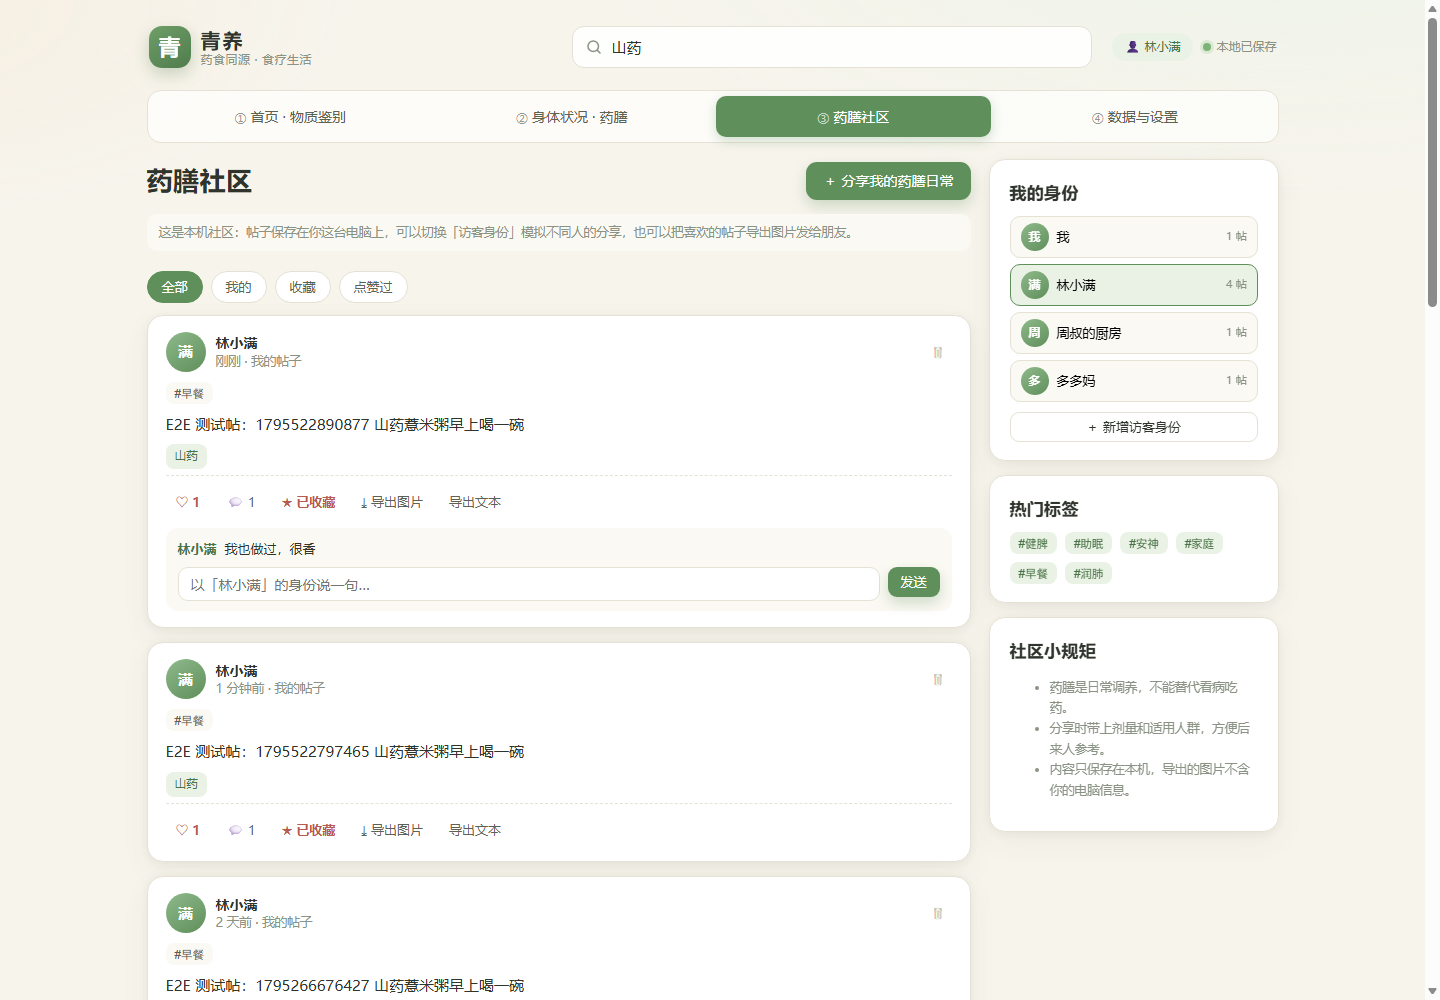 青
青养
药食同源 · 食疗生活
山药
林小满
本地已保存
① 首页 · 物质鉴别
② 身体状况 · 药膳
③ 药膳社区
④ 数据与设置
药膳社区
+ 分享我的药膳日常
这是本机社区：帖子保存在你这台电脑上，可以切换「访客身份」模拟不同人的分享，也可以把喜欢的帖子导出图片发给朋友。
全部
我的
收藏
点赞过
满
林小满
刚刚 · 我的帖子
#早餐
E2E 测试帖：1795522890877 山药薏米粥早上喝一碗
山药
♡ 1
1
★ 已收藏
↓ 导出图片
导出文本
林小满 我也做过，很香
以「林小满」的身份说一句...
发送
满
林小满
1 分钟前 · 我的帖子
#早餐
E2E 测试帖：1795522797465 山药薏米粥早上喝一碗
山药
♡ 1
1
★ 已收藏
↓ 导出图片
导出文本
满
林小满
2 天前 · 我的帖子
#早餐
E2E 测试帖：1795266676427 山药薏米粥早上喝一碗
我的身份
我 我 1 帖
满 林小满 4 帖
周 周叔的厨房 1 帖
多 多多妈 1 帖
+ 新增访客身份
热门标签
#健脾 #助眠 #安神 #家庭
#早餐 #润肺
社区小规矩
• 药膳是日常调养，不能替代看病吃
药。
• 分享时带上剂量和适用人群，方便后
来人参考。
• 内容只保存在本机，导出的图片不含
你的电脑信息。